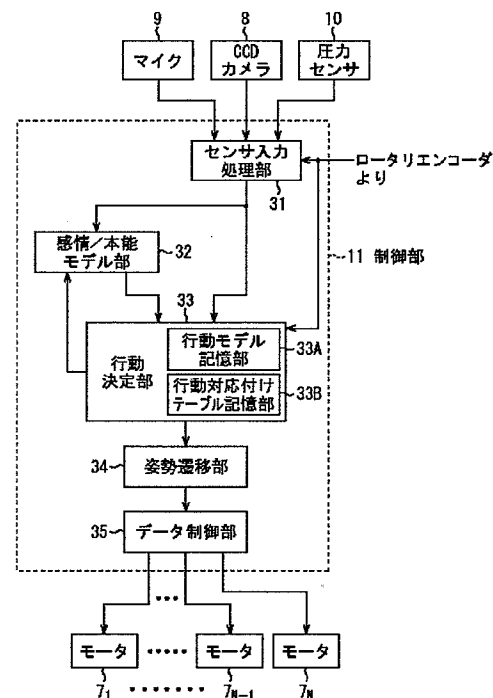 9
8
10
マイク
CCD
カメラ
圧力
センサ
センサ入力
処理部
31
ロータリエンコーダ
より
感情/本能
モデル部
32
11 制御部
33
行動
決定部
行動モデル
記憶部
33A
行動対応付け
テーブル記憶部
33B
34
姿勢遷移部
35
データ制御部
モータ
モータ
モータ
7₁
7N-1
7N